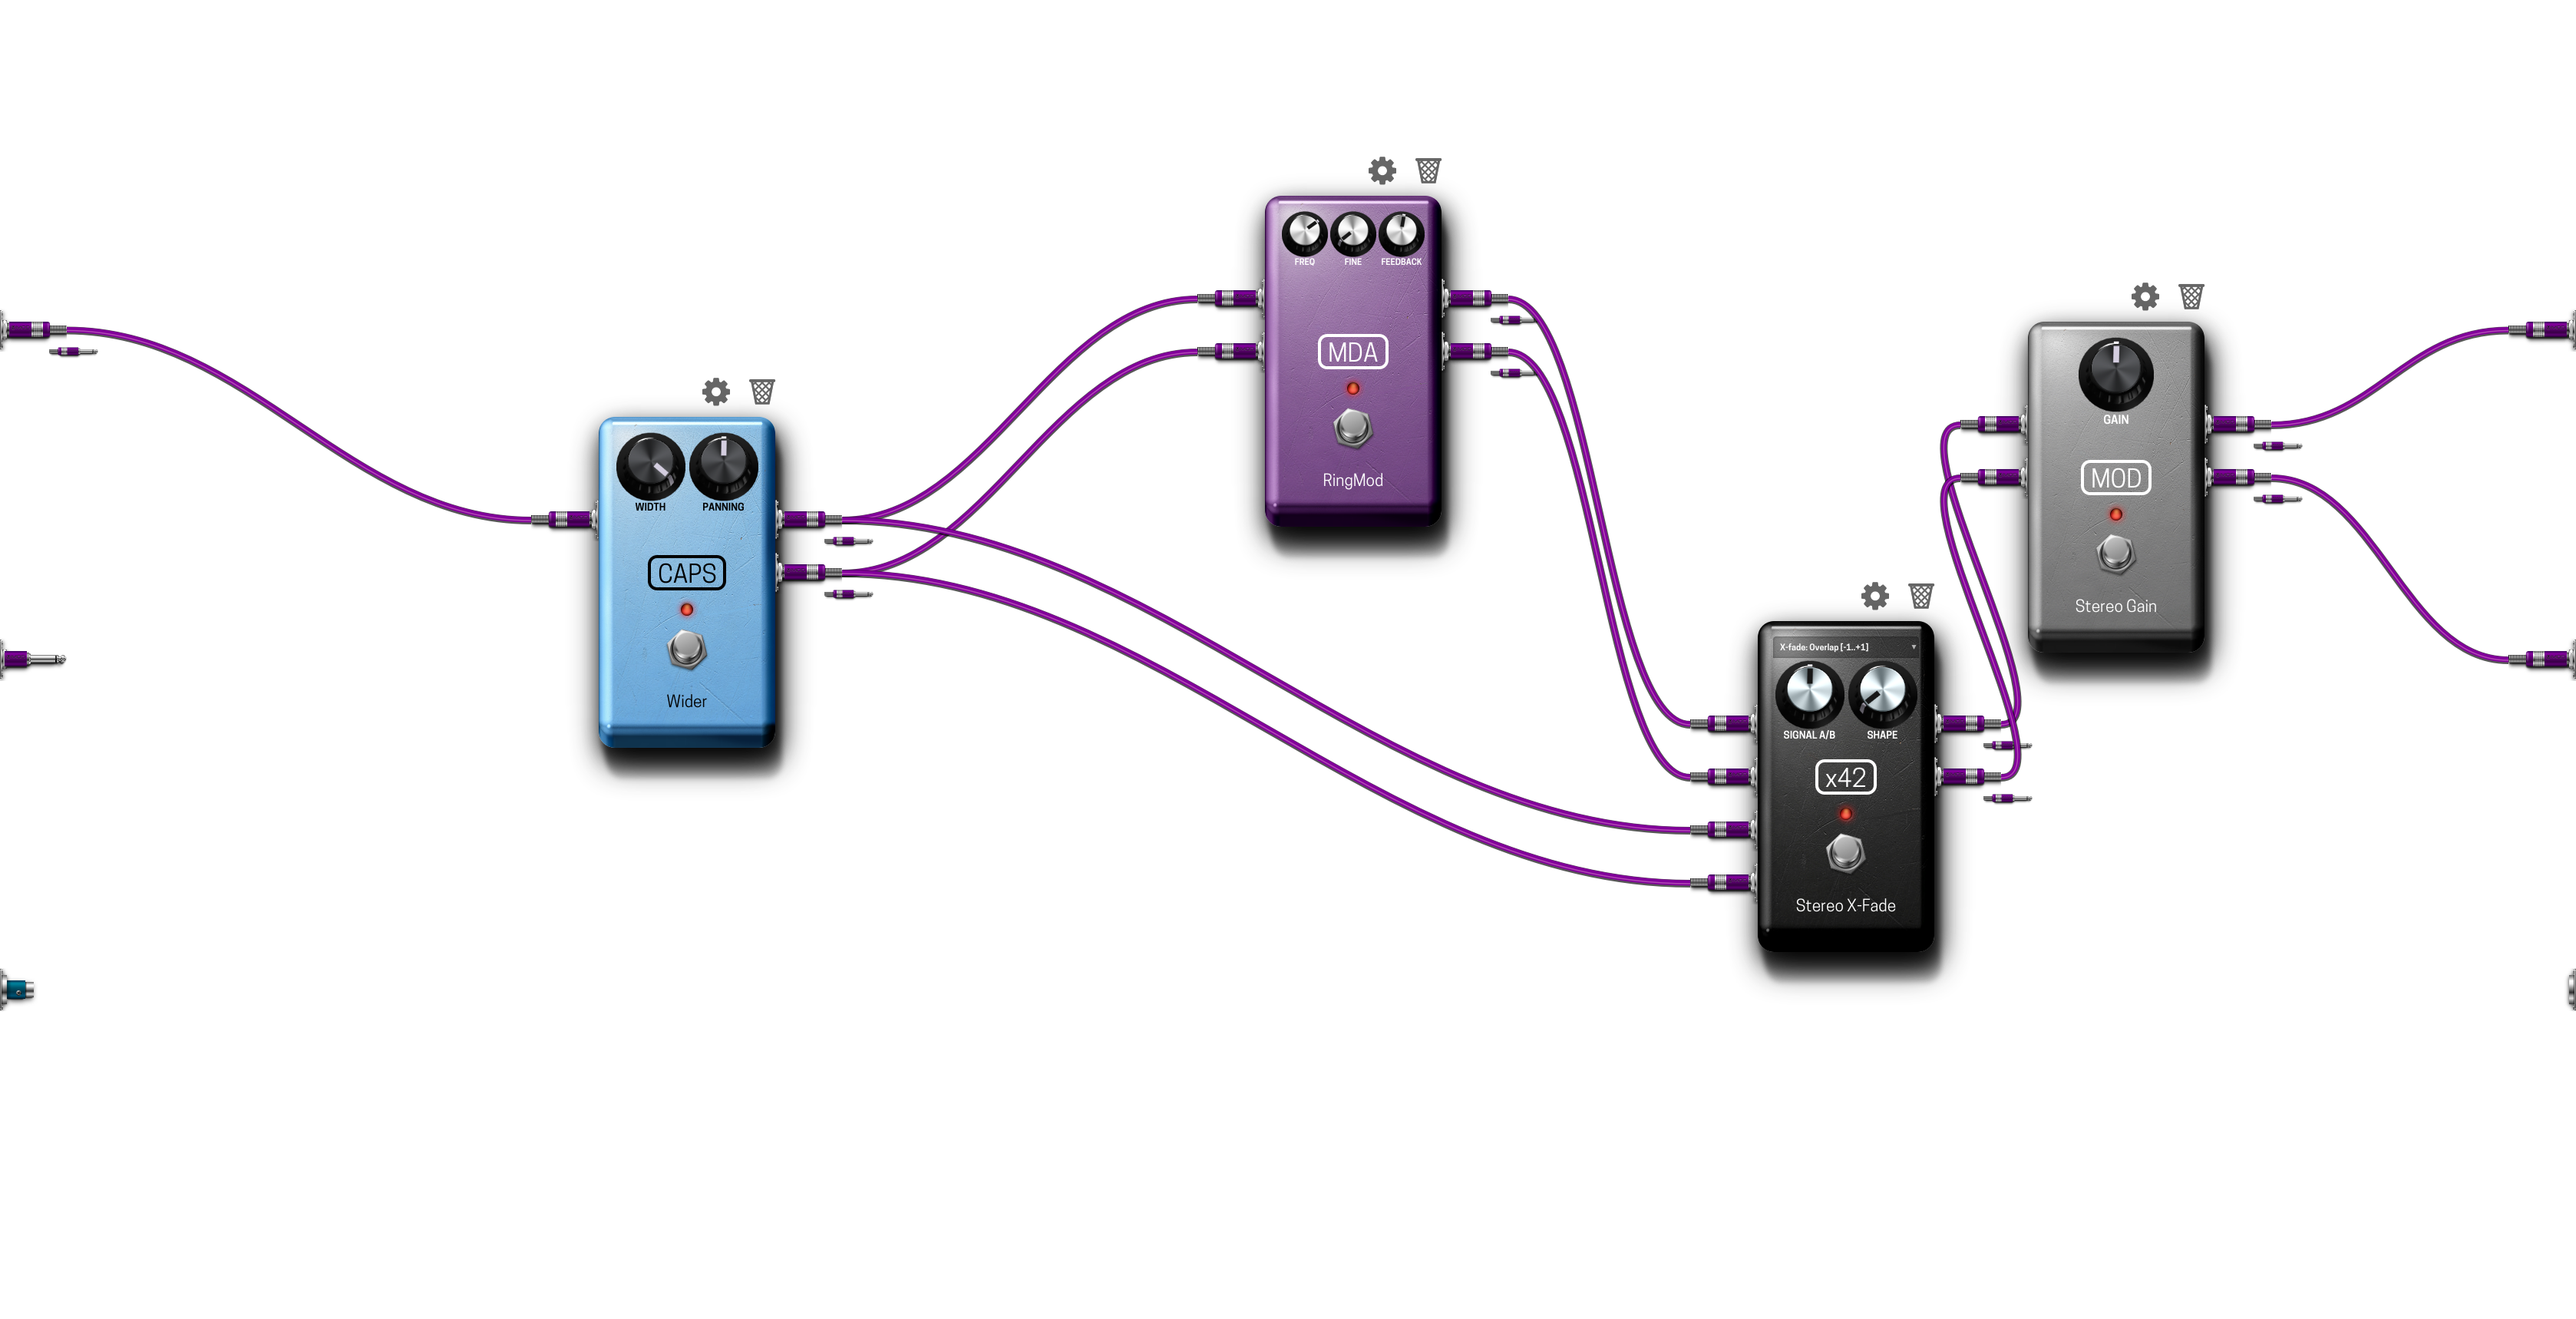 WIDTH PANNING
CAPS
Wider
FREQ FINE FEEDBACK
MDA
RingMod
X-fade: Overlap [-1..+1]
SIGNAL A/B SHAPE
x42
Stereo X-Fade
GAIN
MOD
Stereo Gain